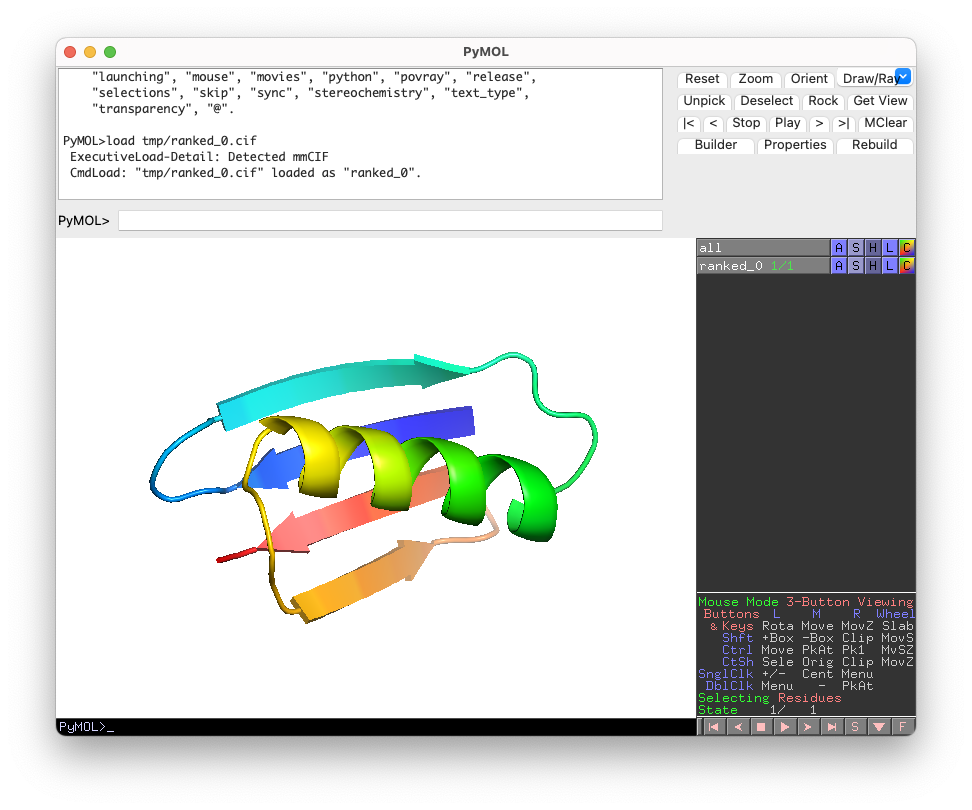 PyMOL
"launching", "mouse", "movies", "python", "povray", "release",
"selections", "skip", "sync", "stereochemistry", "text_type",
"transparency", "@".
PyMOL>load tmp/ranked_0.cif
ExecutiveLoad-Detail: Detected mmCIF
CmdLoad: "tmp/ranked_0.cif" loaded as "ranked_0".
PyMOL>
Reset Zoom Orient Draw/Ray
Unpick Deselect Rock Get View
|< < Stop Play > >| MClear
Builder Properties Rebuild
all A S H L C
ranked_0 1/1 A S H L C
Mouse Mode 3-Button Viewing
Buttons L M R Wheel
& Keys Rota Move MovZ Slab
Shft +Box -Box Clip MovS
Ctrl Move PkAt Pk1 MvSZ
CtSh Sele Orig Clip MovZ
SnglClk +/- Cent Menu
DblClk Menu - PkAt
Selecting Residues
State 1/ 1
S F
PyMOL>_